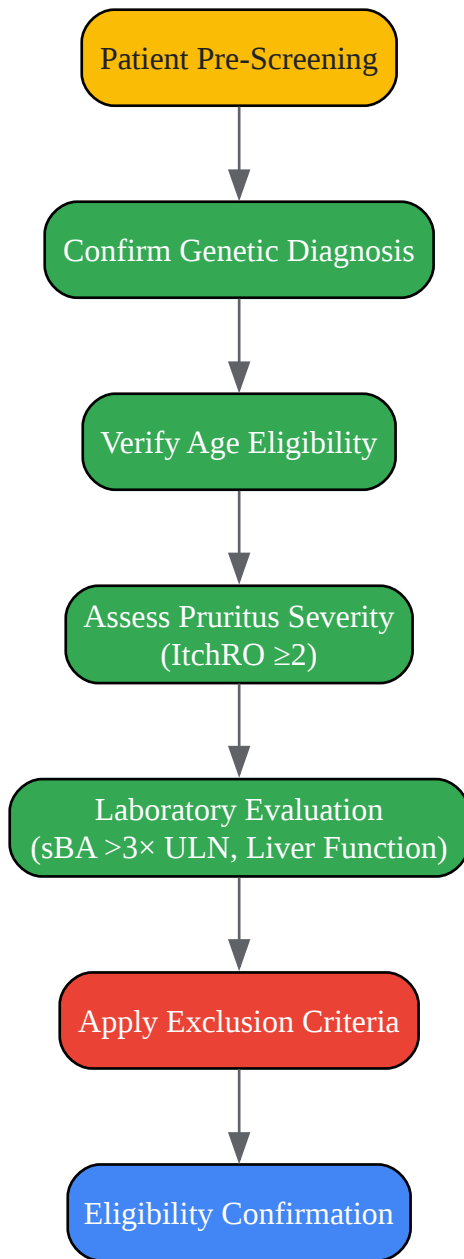 Patient Pre-Screening
Confirm Genetic Diagnosis
Verify Age Eligibility
Assess Pruritus Severity
(ItchRO ≥2)
Laboratory Evaluation
(sBA >3× ULN, Liver Function)
Apply Exclusion Criteria
Eligibility Confirmation